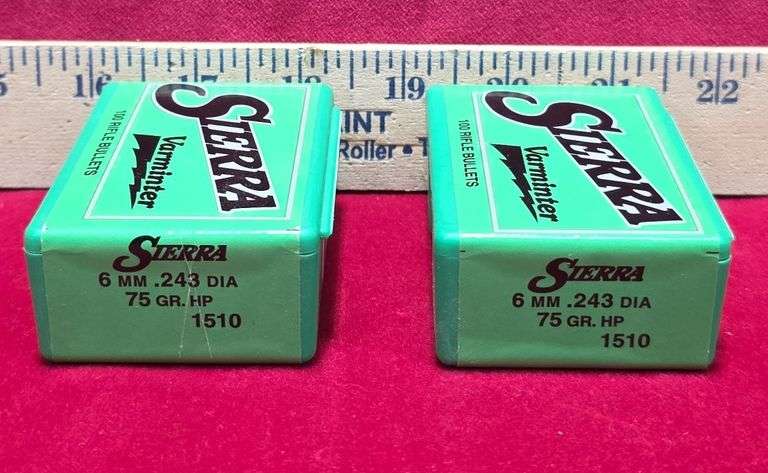 5 16 17 18 19 20 21 22
INT
Roller •
SIERRA
Varminter
100 RIFLE BULLETS
SIERRA
6 MM .243 DIA
75 GR. HP
1510
SIERRA
Varminter
100 RIFLE BULLETS
SIERRA
6 MM .243 DIA
75 GR. HP
1510